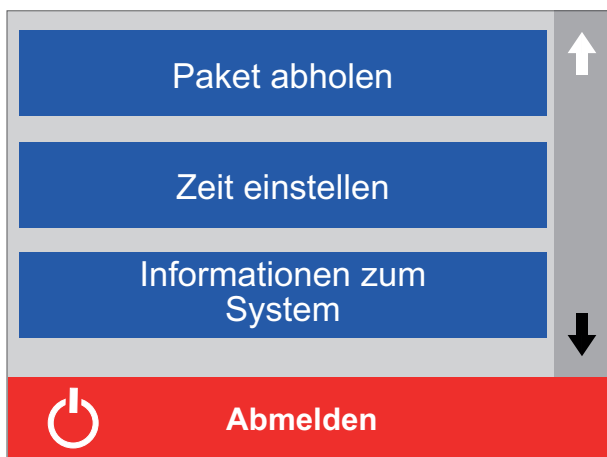 Paket abholen
Zeit einstellen
Informationen zum
System
Abmelden